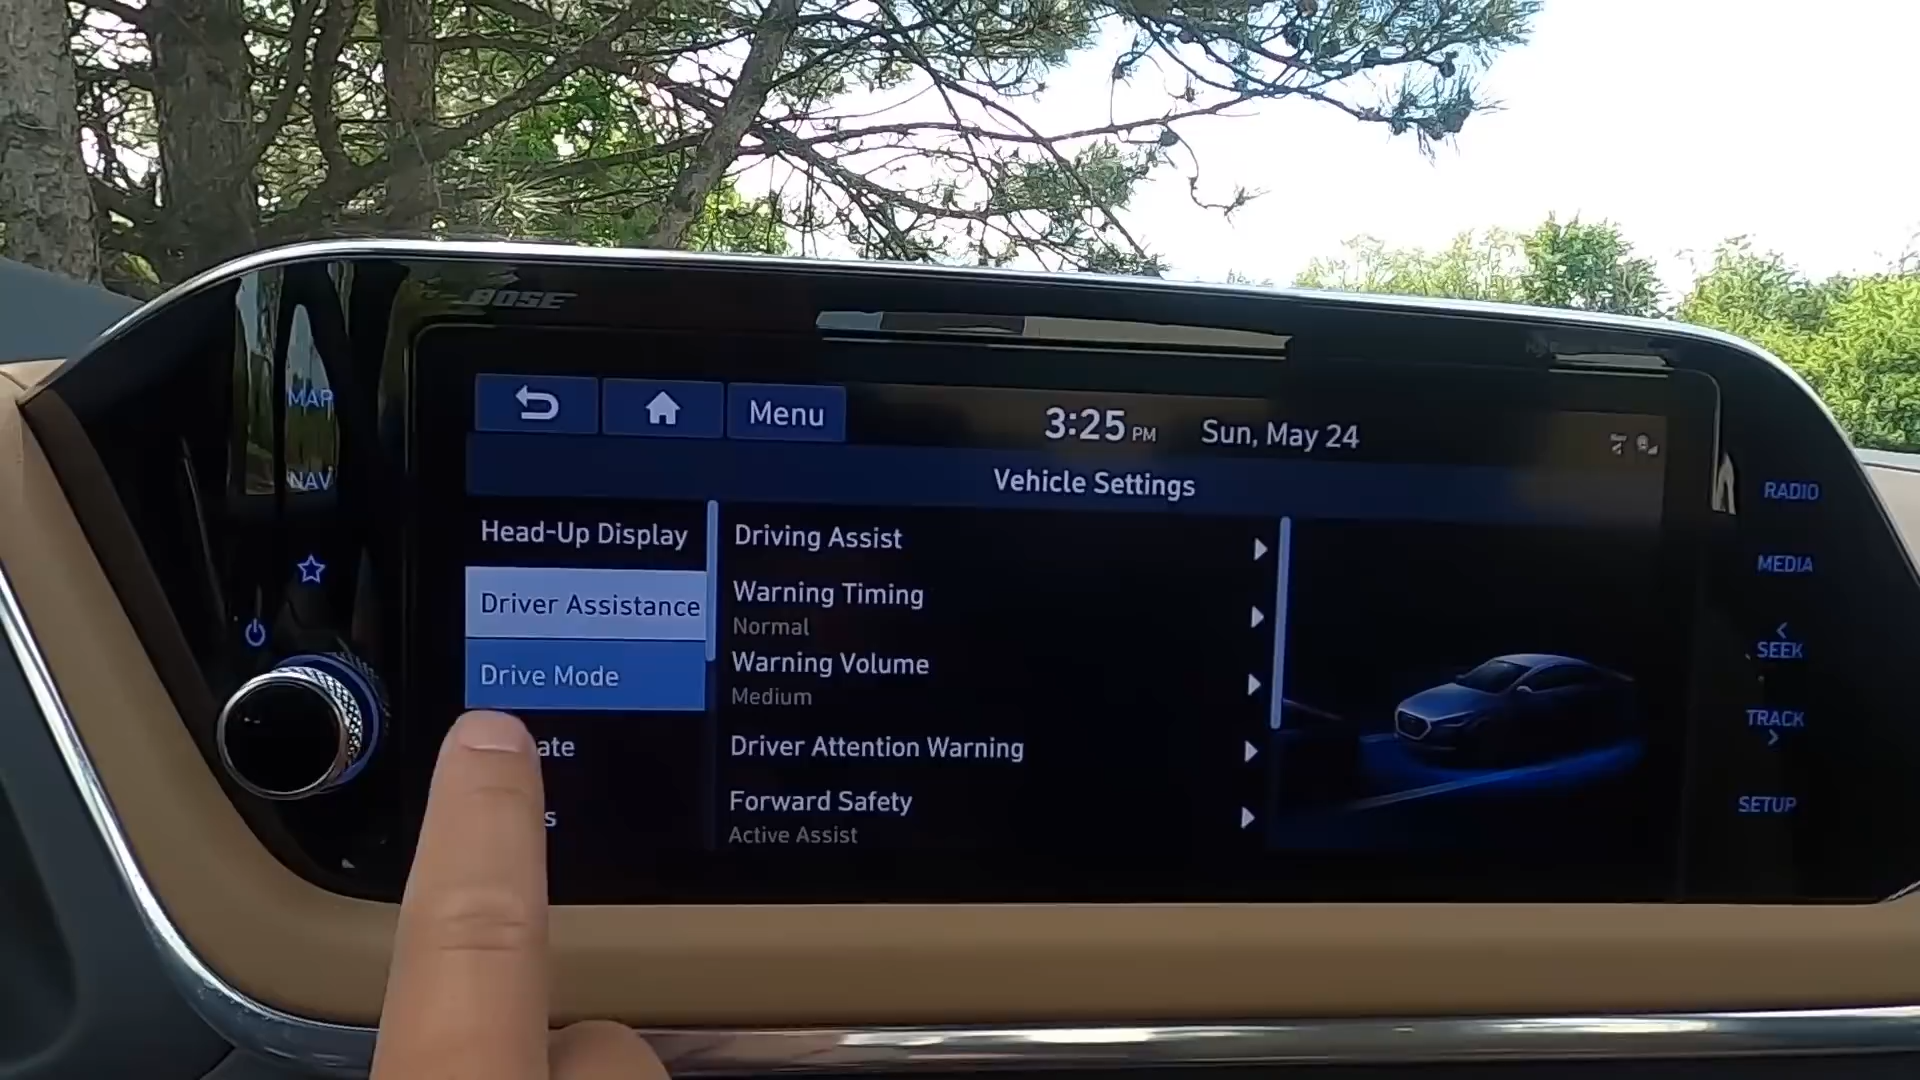 BOSE
Menu
3:25 PM
Sun, May 24
Vehicle Settings
MAP
NAV
Head-Up Display
Driver Assistance
Drive Mode
ate
s
Driving Assist
Warning Timing
Normal
Warning Volume
Medium
Driver Attention Warning
Forward Safety
Active Assist
RADIO
MEDIA
SEEK
TRACK
SETUP